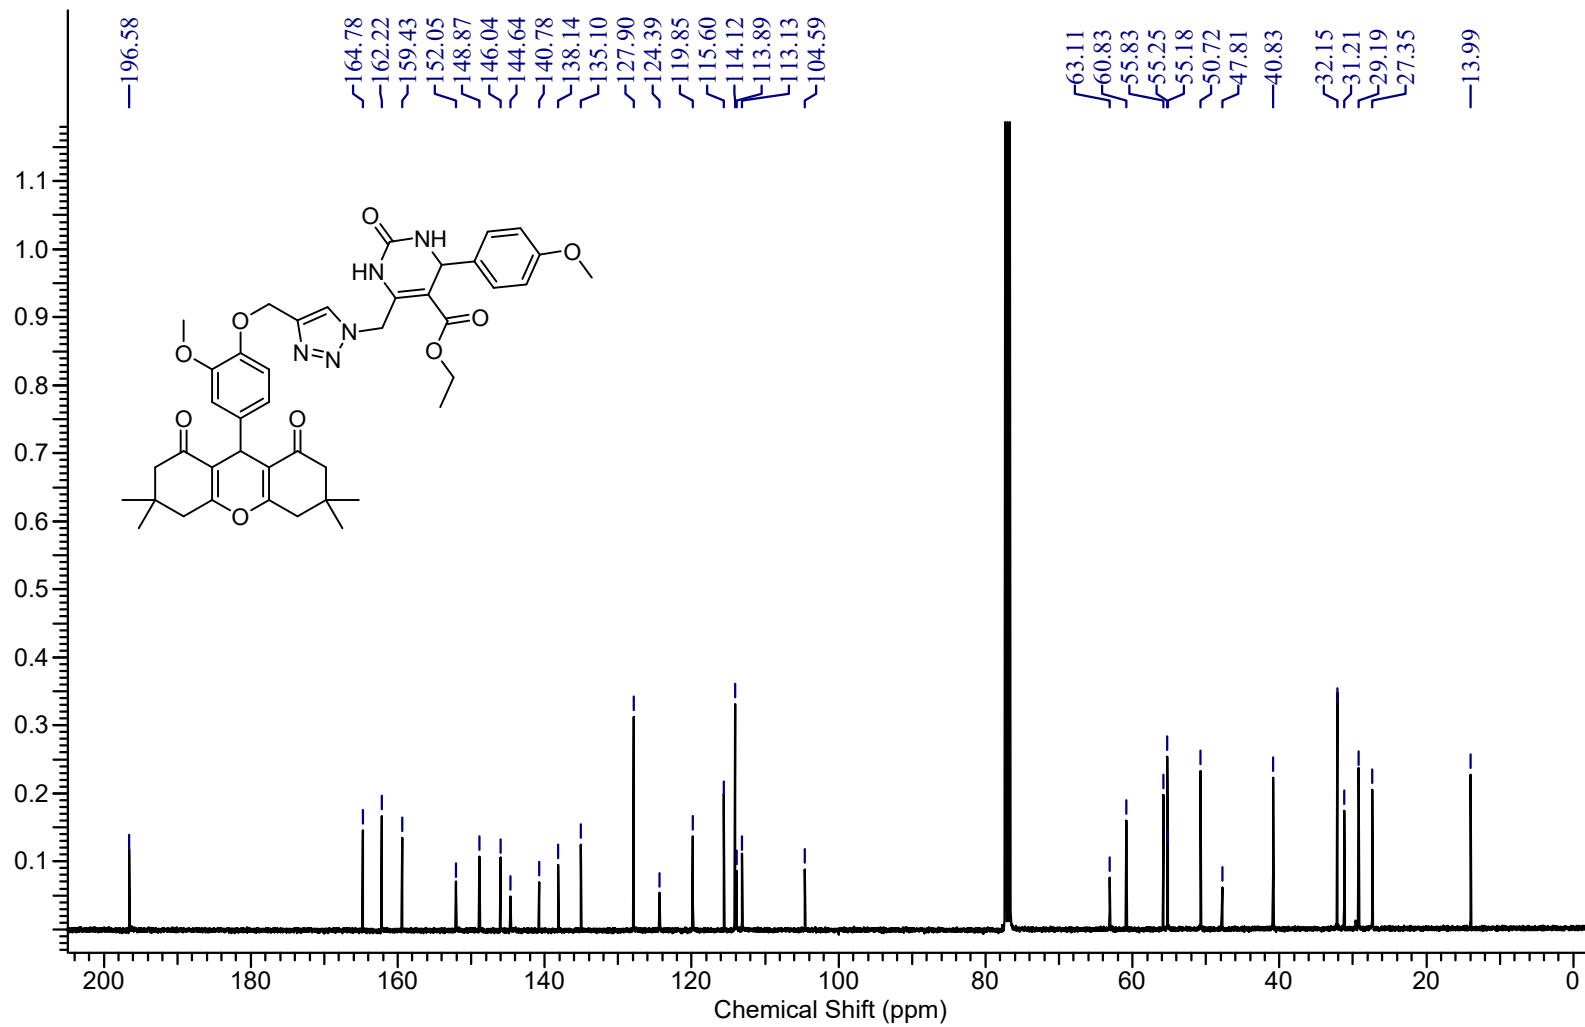 196.58
164.78
162.22
159.43
152.05
148.87
146.04
144.64
140.78
138.14
135.10
127.90
124.39
119.85
115.60
114.12
113.89
113.13
104.59
63.11
60.83
55.83
55.25
55.18
50.72
47.81
40.83
32.15
31.21
29.19
27.35
13.99
1.1
1.0
0.9
0.8
0.7
0.6
0.5
0.4
0.3
0.2
0.1
O
NH
HN
O
O
O
O
O
N
N=N
O
O
O
200 180 160 140 120 100 80 60 40 20 0
Chemical Shift (ppm)